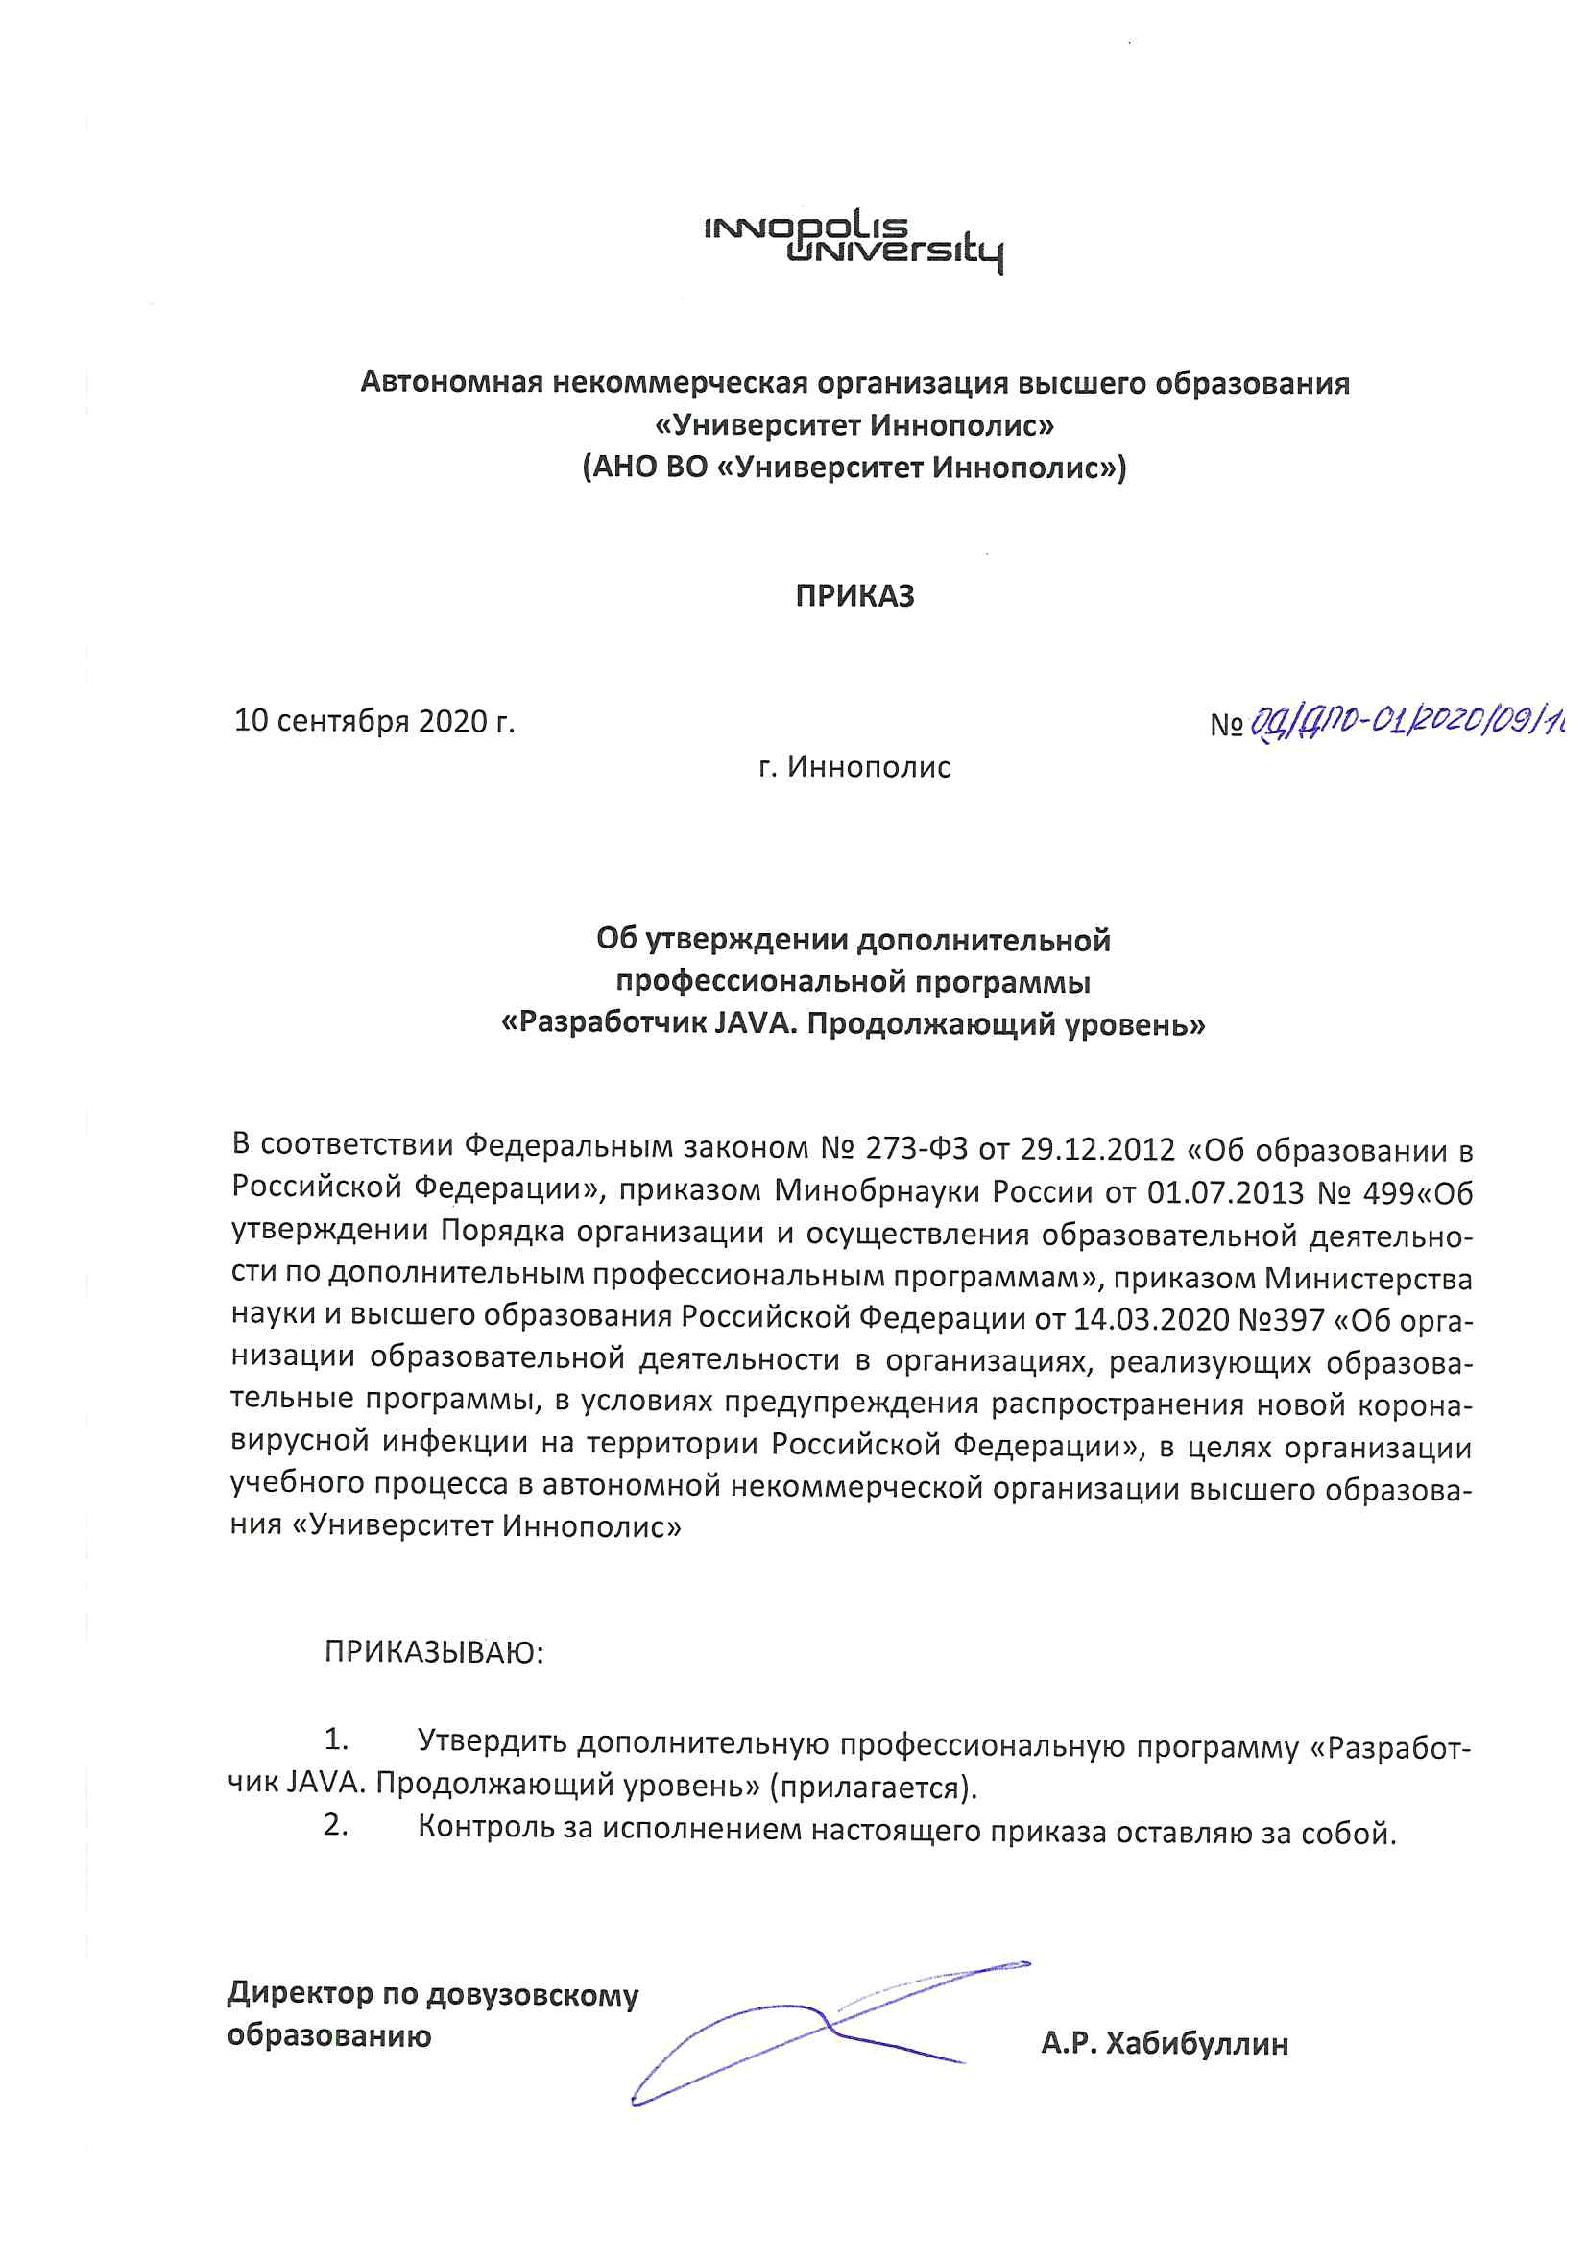 innopolis
university
Автономная некоммерческая организация высшего образования
«Университет Иннополис»
(АНО ВО «Университет Иннополис»)
ПРИКАЗ
10 сентября 2020 г. № ОД/ДПО-01/2020/09/10
г. Иннополис
Об утверждении дополнительной
профессиональной программы
«Разработчик JAVA. Продолжающий уровень»
В соответствии Федеральным законом № 273-ФЗ от 29.12.2012 «Об образовании в
Российской Федерации», приказом Минобрнауки России от 01.07.2013 № 499«Об
утверждении Порядка организации и осуществления образовательной деятельно-
сти по дополнительным профессиональным программам», приказом Министерства
науки и высшего образования Российской Федерации от 14.03.2020 №397 «Об орга-
низации образовательной деятельности в организациях, реализующих образова-
тельные программы, в условиях предупреждения распространения новой корона-
вирусной инфекции на территории Российской Федерации», в целях организации
учебного процесса в автономной некоммерческой организации высшего образова-
ния «Университет Иннополис»
ПРИКАЗЫВАЮ:
1. Утвердить дополнительную профессиональную программу «Разработ-
чик JAVA. Продолжающий уровень» (прилагается).
2. Контроль за исполнением настоящего приказа оставляю за собой.
Директор по довузовскому
образованию А.Р. Хабибуллин